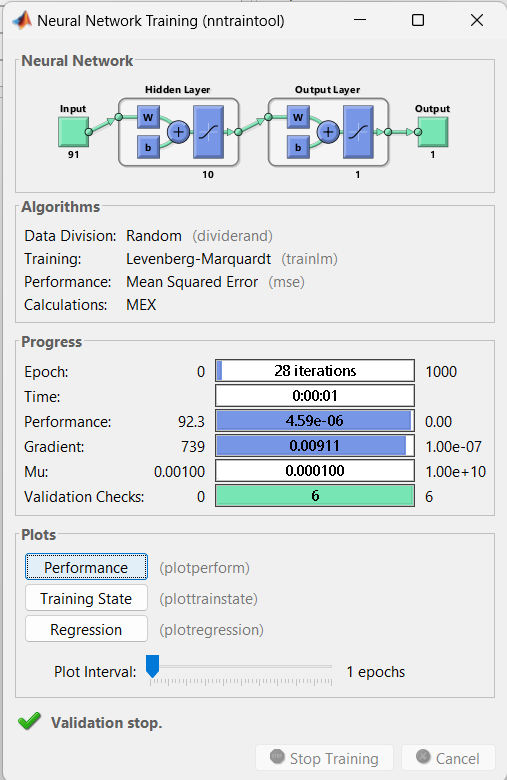 Neural Network Training (nntraintool)
Neural Network
Hidden Layer Output Layer
Input Output
W W
b b
91 10 1 1
Algorithms
Data Division: Random (dividerand)
Training: Levenberg-Marquardt (trainlm)
Performance: Mean Squared Error (mse)
Calculations: MEX
Progress
Epoch: 0 28 iterations 1000
Time: 0:00:01
Performance: 92.3 4.59e-06 0.00
Gradient: 739 0.00911 1.00e-07
Mu: 0.00100 0.000100 1.00e+10
Validation Checks: 0 6 6
Plots
Performance (plotperform)
Training State (plottrainstate)
Regression (plotregression)
Plot Interval: 1 epochs
Validation stop.
Stop Training Cancel